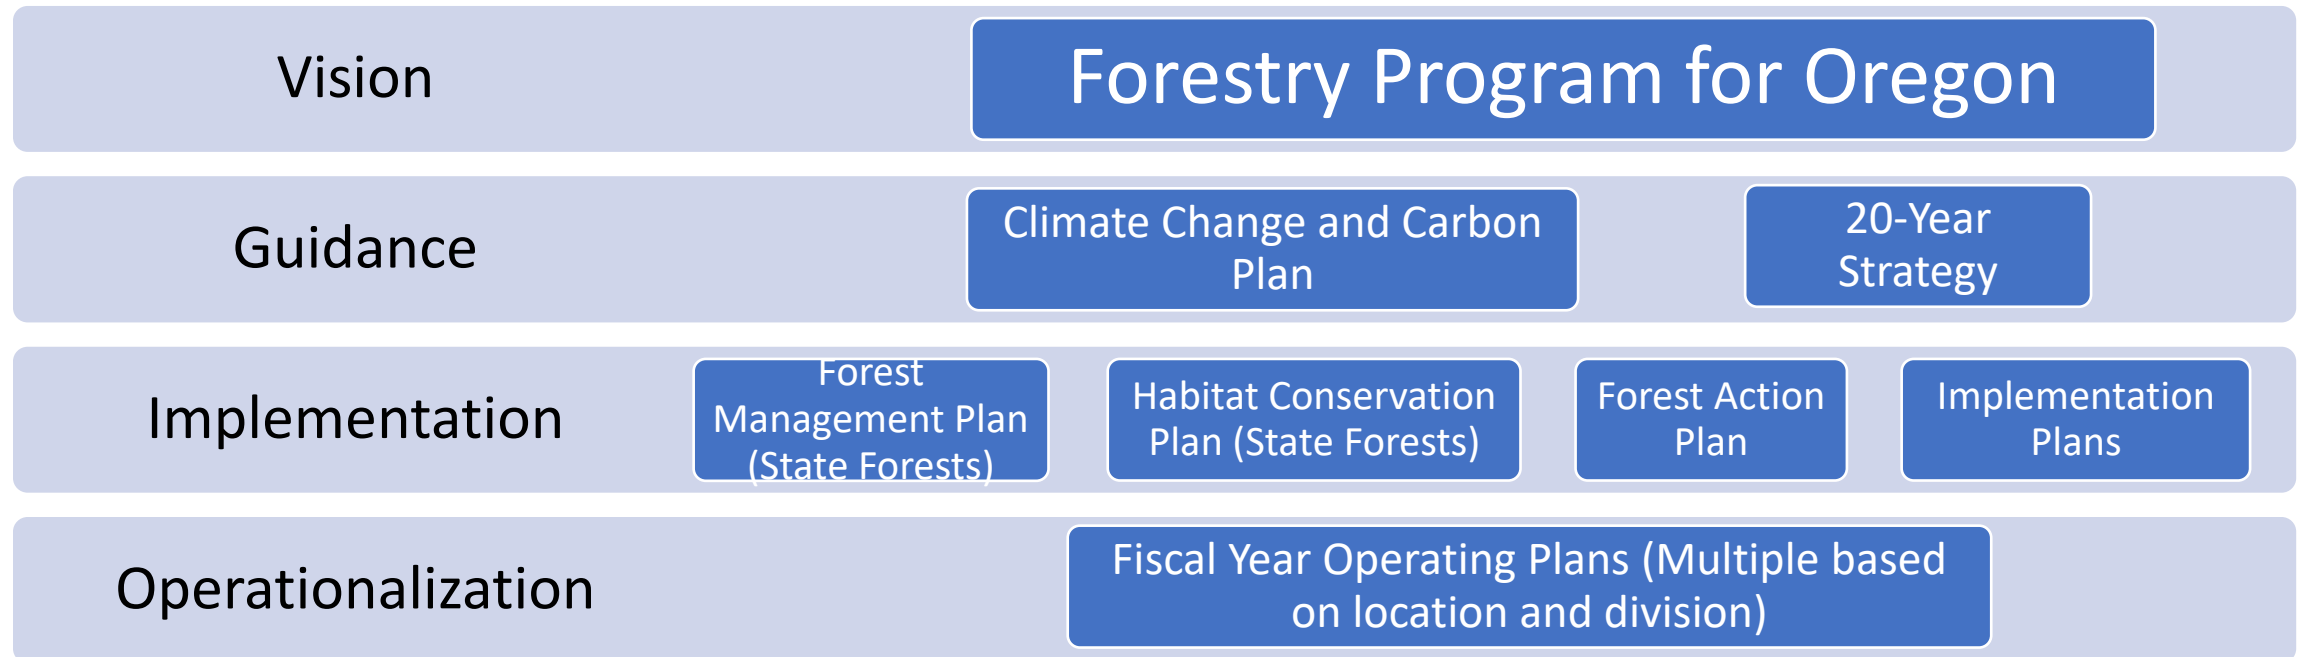 Vision
Forestry Program for Oregon
Guidance
Climate Change and Carbon
Plan
20-Year
Strategy
Implementation
Forest
Management Plan
(State Forests)
Habitat Conservation
Plan (State Forests)
Forest Action
Plan
Implementation
Plans
Operationalization
Fiscal Year Operating Plans (Multiple based
on location and division)